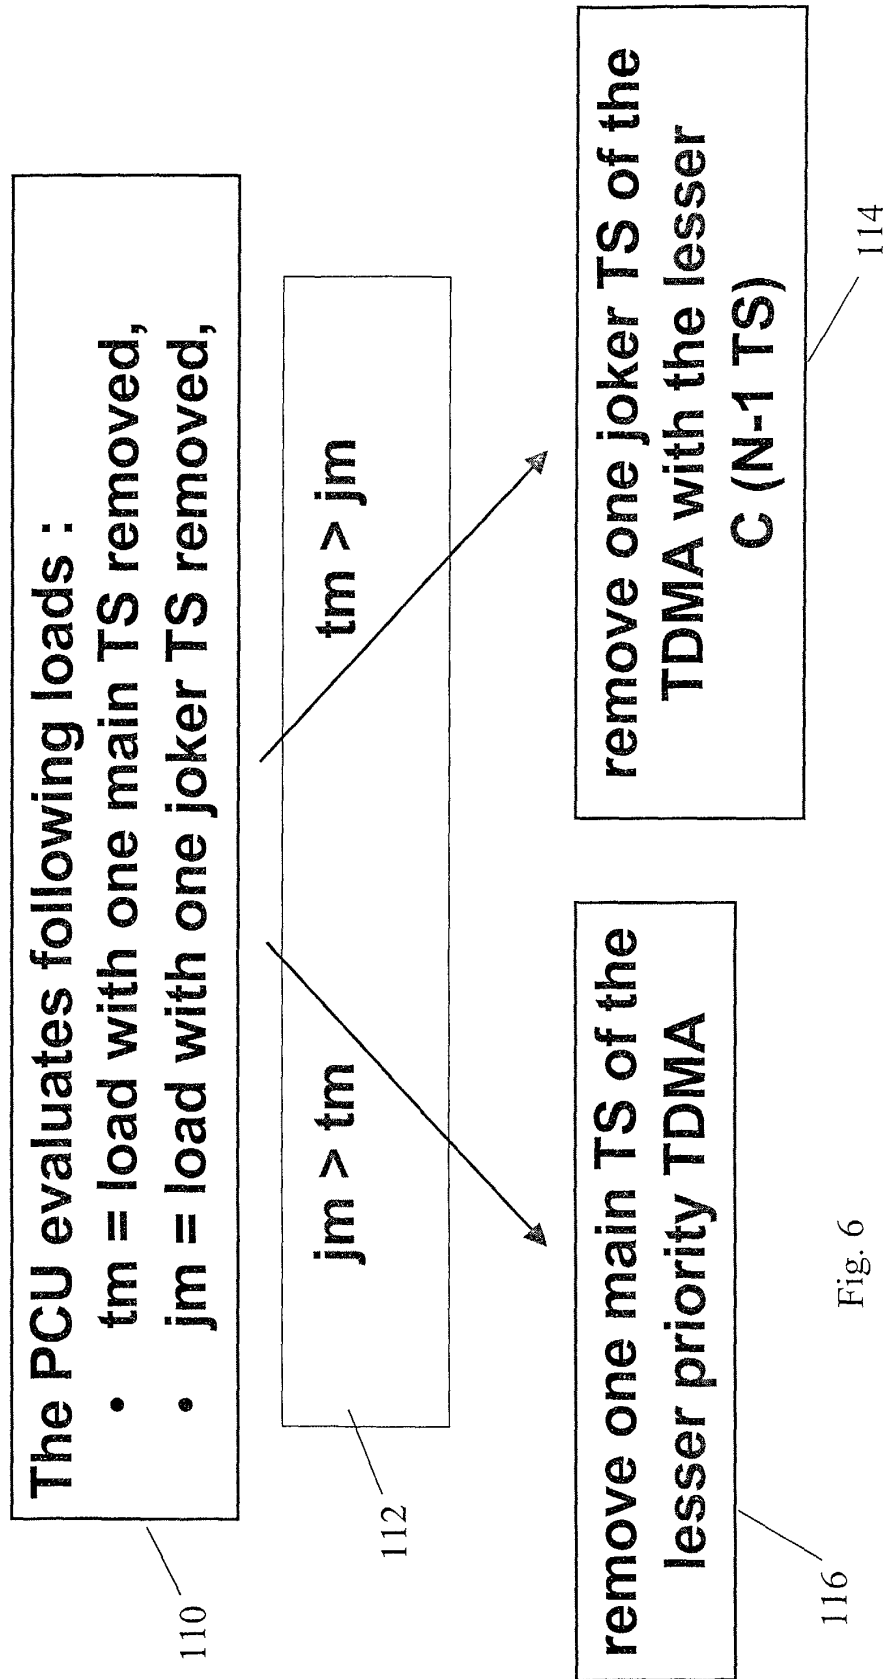 The PCU evaluates following loads :
• tm = load with one main TS removed,
• jm = load with one joker TS removed,
110
jm > tm
tm > jm
112
remove one main TS of the
lesser priority TDMA
116
remove one joker TS of the
TDMA with the lesser
C (N-1 TS)
114
Fig. 6